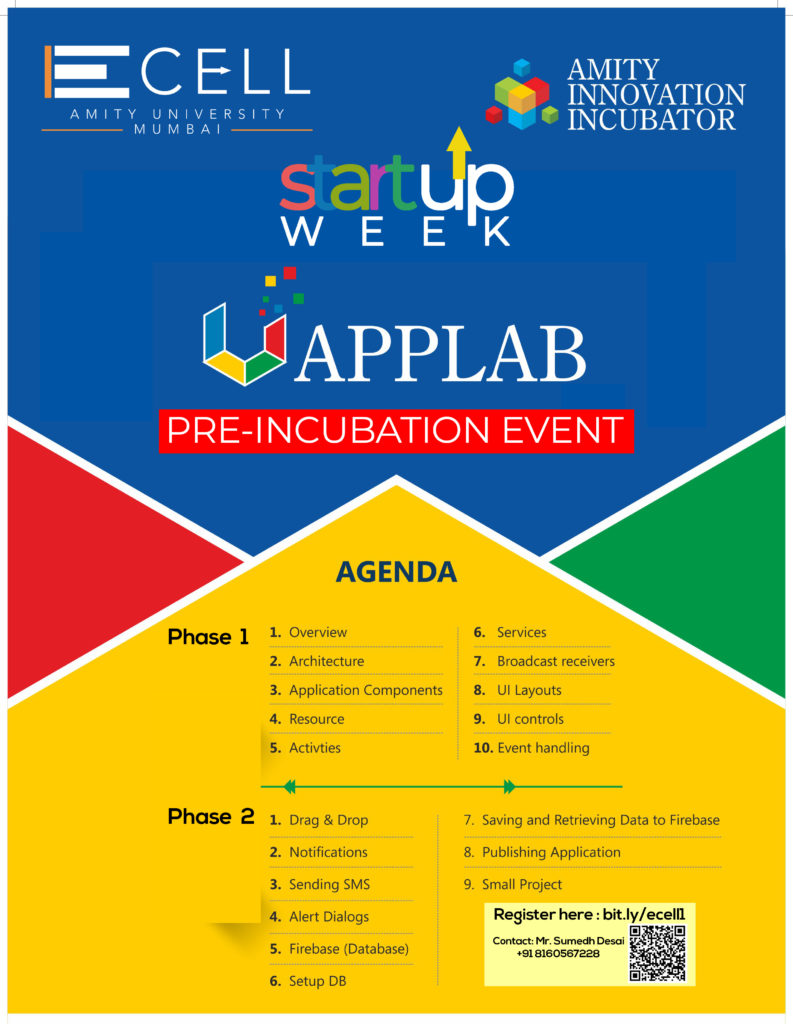 ECELL
AMITY UNIVERSITY
MUMBAI
AMITY
INNOVATION
INCUBATOR
startup
WEEK
APPLAB
PRE-INCUBATION EVENT
AGENDA
Phase 1
1. Overview
2. Architecture
3. Application Components
4. Resource
5. Activties
6. Services
7. Broadcast receivers
8. UI Layouts
9. UI controls
10. Event handling
Phase 2
1. Drag & Drop
2. Notifications
3. Sending SMS
4. Alert Dialogs
5. Firebase (Database)
6. Setup DB
7. Saving and Retrieving Data to Firebase
8. Publishing Application
9. Small Project
Register here : bit.ly/ecell1
Contact: Mr. Sumedh Desai
+91 8160567228